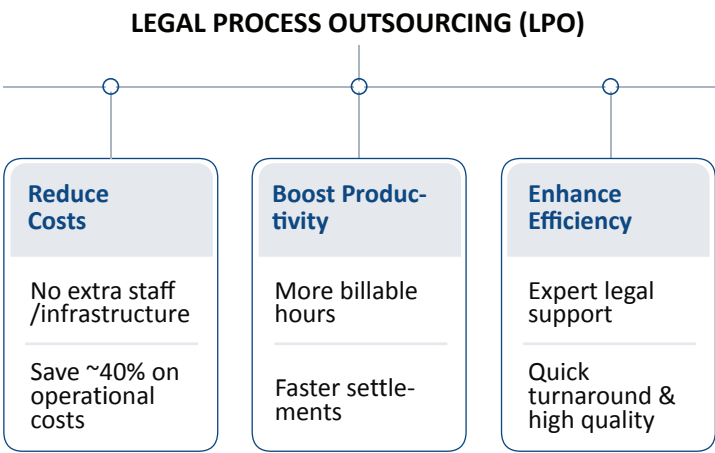 LEGAL PROCESS OUTSOURCING (LPO)
Reduce
Costs
No extra staff
/infrastructure
Save ~40% on
operational
costs
Boost Produc-
tivity
More billable
hours
Faster settle-
ments
Enhance
Efficiency
Expert legal
support
Quick
turnaround &
high quality